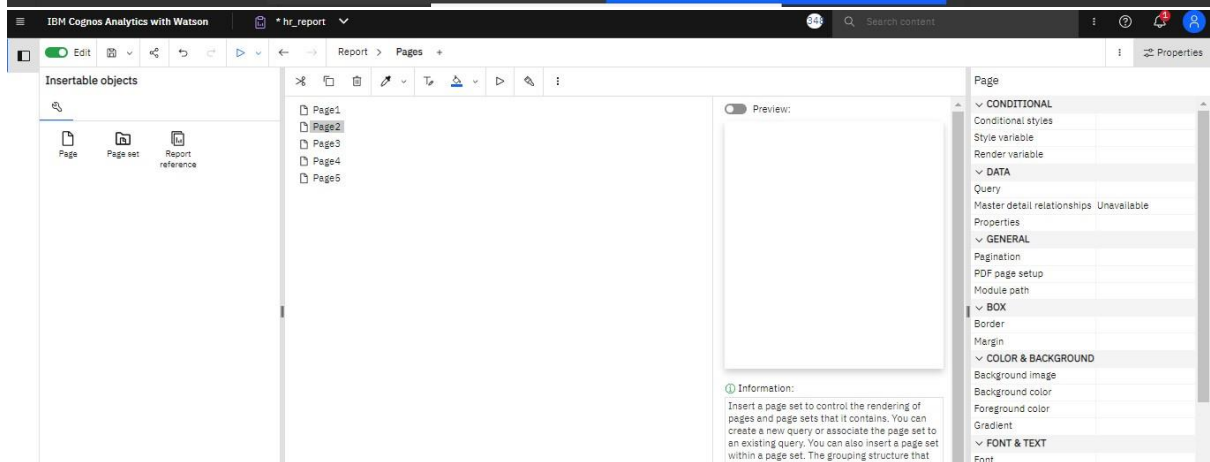 IBM Cognos Analytics with Watson
* hr_report
Search content
1
Edit
Report > Pages +
Properties
Insertable objects
Page
Page set
Report
reference
Page1
Page2
Page3
Page4
Page5
Preview:
Information:
Insert a page set to control the rendering of
pages and page sets that it contains. You can
create a new query or associate the page set to
an existing query. You can also insert a page set
within a page set. The grouping structure that
Page
CONDITIONAL
Conditional styles
Style variable
Render variable
DATA
Query
Master detail relationships Unavailable
Properties
GENERAL
Pagination
PDF page setup
Module path
BOX
Border
Margin
COLOR & BACKGROUND
Background image
Background color
Foreground color
Gradient
FONT & TEXT
Font